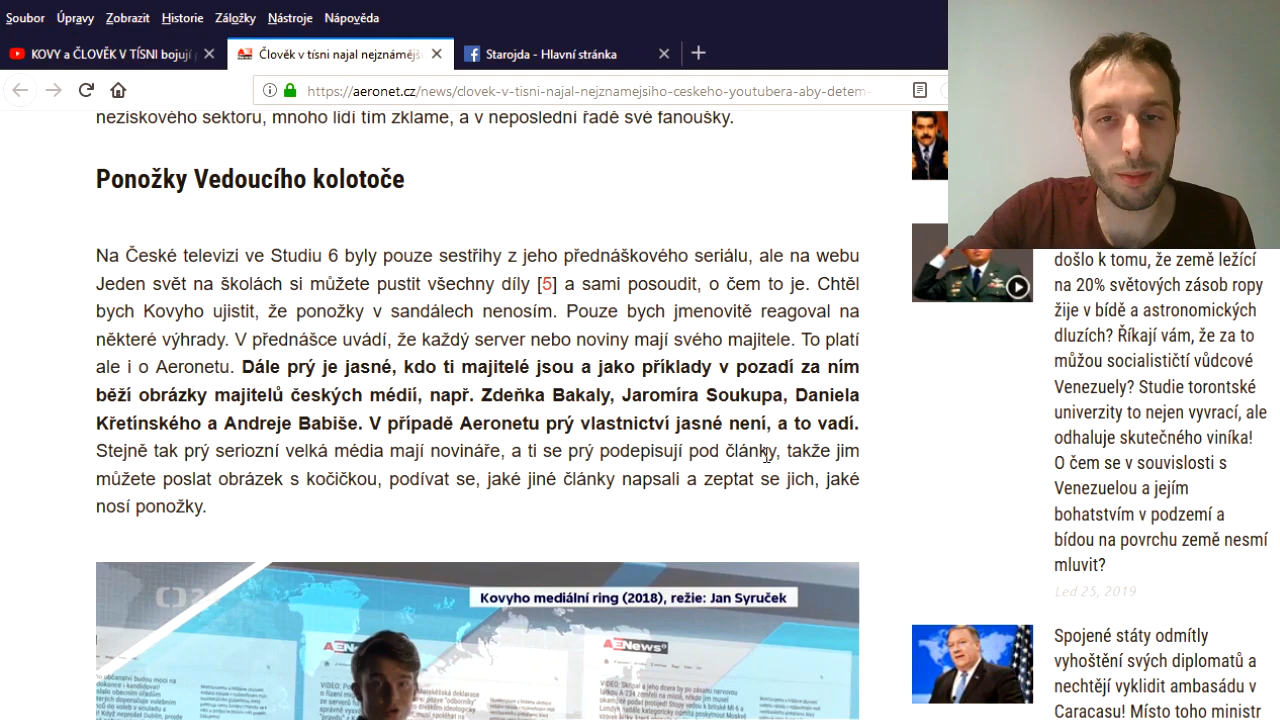 Soubor Úpravy Zobrazit Historie Záložky Nástroje Nápověda
KOVY a ČLOVĚK V TÍSNI bojují
Člověk v tísni najal nejznámějš
Starojda - Hlavní stránka
https://aeronet.cz/news/clovek-v-tisni-najal-nejznamejsiho-ceskeho-youtubera-aby-detem-
neziskového sektoru, mnoho lidí tím zklame, a v neposlední řadě své fanoušky.
Ponožky Vedoucího kolotoče
Na České televizi ve Studiu 6 byly pouze sestřihy z jeho přednáškového seriálu, ale na webu
Jeden svět na školách si můžete pustit všechny díly [5] a sami posoudit, o čem to je. Chtěl
bych Kovyho ujistit, že ponožky v sandálech nenosím. Pouze bych jmenovitě reagoval na
některé výhrady. V přednášce uvádí, že každý server nebo noviny mají svého majitele. To platí
ale i o Aeronetu. Dále prý je jasné, kdo ti majitelé jsou a jako příklady v pozadí za ním
běží obrázky majitelů českých médií, např. Zdeňka Bakaly, Jaromíra Soukupa, Daniela
Křetínského a Andreje Babiše. V případě Aeronetu prý vlastnictví jasné není, a to vadí.
Stejně tak prý seriozní velká média mají novináře, a ti se prý podepisují pod články, takže jim
můžete poslat obrázek s kočičkou, podívat se, jaké jiné články napsali a zeptat se jich, jaké
nosí ponožky.
Kovyho mediální ring (2018), režie: Jan Syruček
AENews
AENews
došlo k tomu, že země ležící
na 20% světových zásob ropy
žije v bídě a astronomických
dluzích? Říkají vám, že za to
můžou socialističtí vůdcové
Venezuely? Studie torontské
univerzity to nejen vyvrací, ale
odhaluje skutečného viníka!
O čem se v souvislosti s
Venezuelou a jejím
bohatstvím v podzemí a
bídou na povrchu země nesmí
mluvit?
Led 25, 2019
Spojené státy odmítly
vyhoštění svých diplomatů a
nechtějí vyklidit ambasádu v
Caracasu! Místo toho ministr